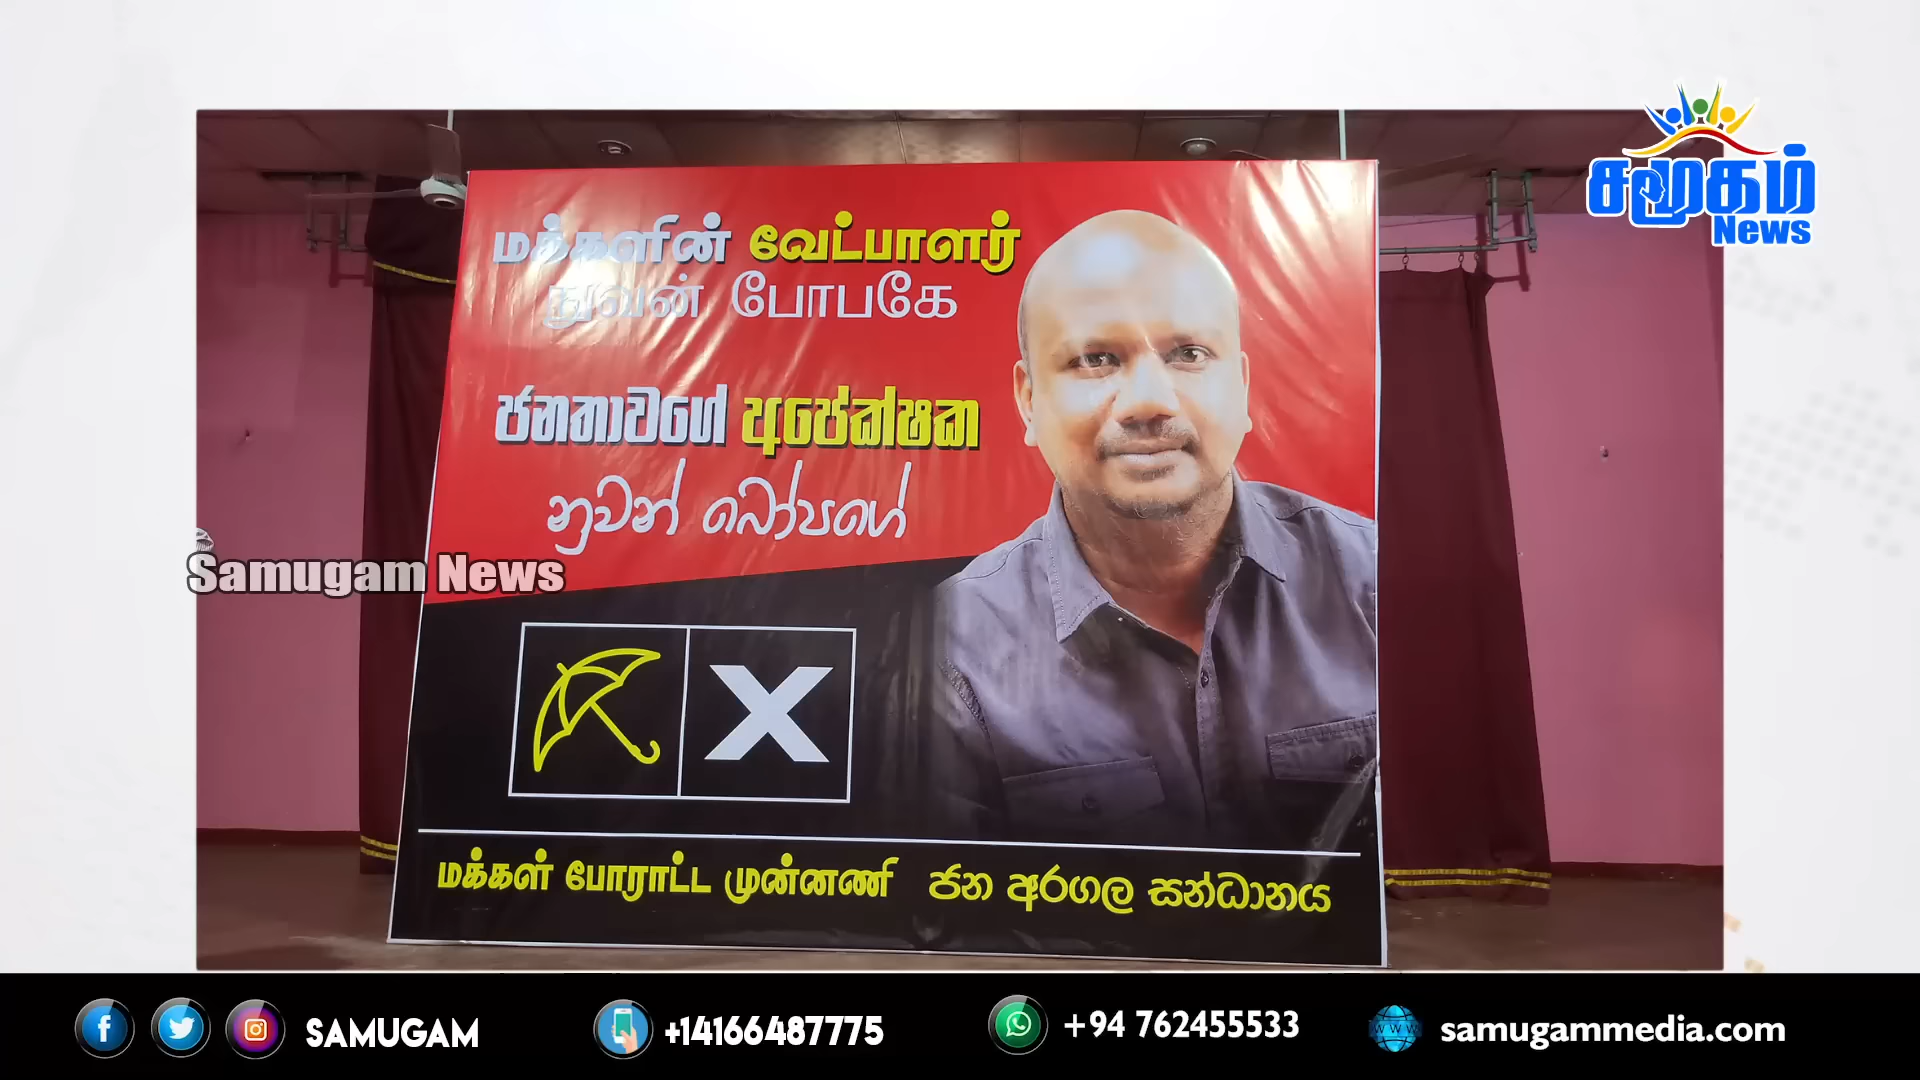 சமூகம்
News
மக்களின் வேட்பாளர்
நுவன் போபகே
ජනතාවගේ අපේක්ෂක
නුවන් බෝපගේ
Samugam News
X
மக்கள் போராட்ட முன்னணி ජන අරගල සන්ධානය
SAMUGAM +14166487775 +94 762455533 www samugammedia.com